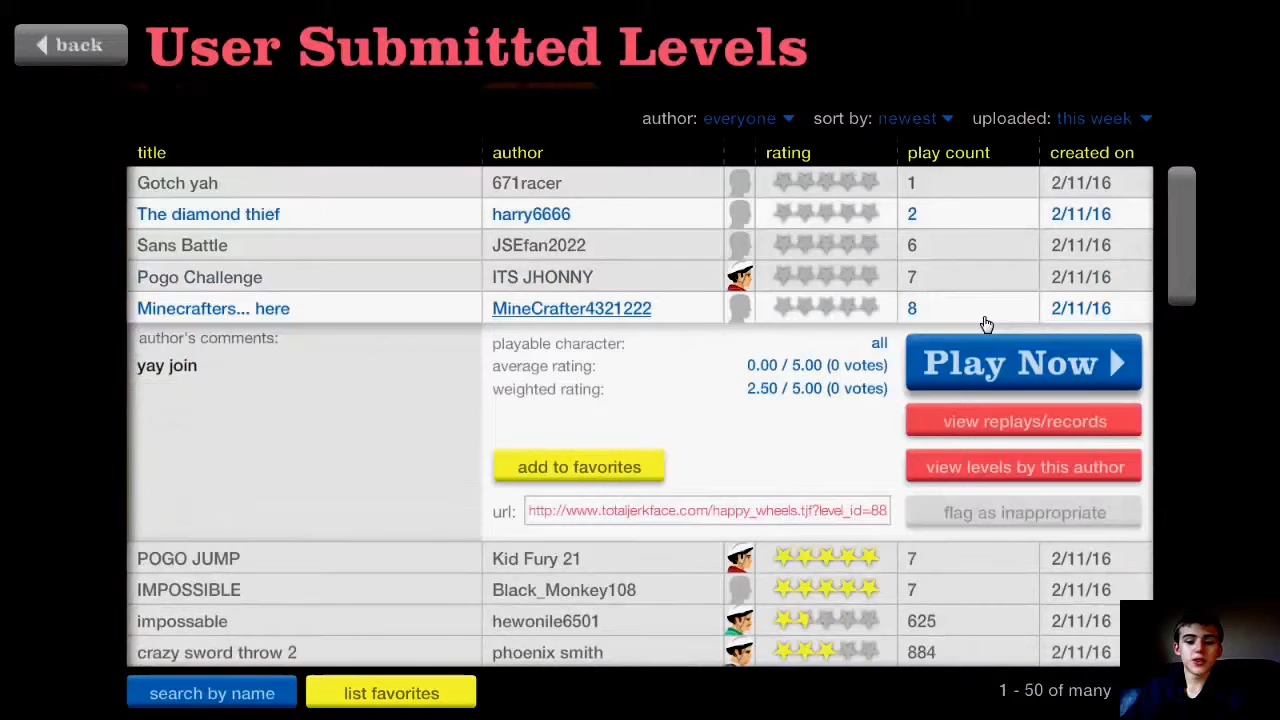 back
User Submitted Levels
author: everyone sort by: newest uploaded: this week
title author rating play count created on
Gotch yah 671racer 1 2/11/16
The diamond thief harry6666 2 2/11/16
Sans Battle JSEfan2022 6 2/11/16
Pogo Challenge ITS JHONNY 7 2/11/16
Minecrafters... here MineCrafter4321222 8 2/11/16
author's comments:
yay join
playable character: all
average rating: 0.00 / 5.00 (0 votes)
weighted rating: 2.50 / 5.00 (0 votes)
add to favorites
url: http://www.totaljerkface.com/happy_wheels.tjf?level_id=88
Play Now
view replays/records
view levels by this author
flag as inappropriate
POGO JUMP Kid Fury 21 7 2/11/16
IMPOSSIBLE Black_Monkey108 7 2/11/16
impossable hewonile6501 625 2/11/16
crazy sword throw 2 phoenix smith 884 2/11/16
search by name list favorites 1 - 50 of many